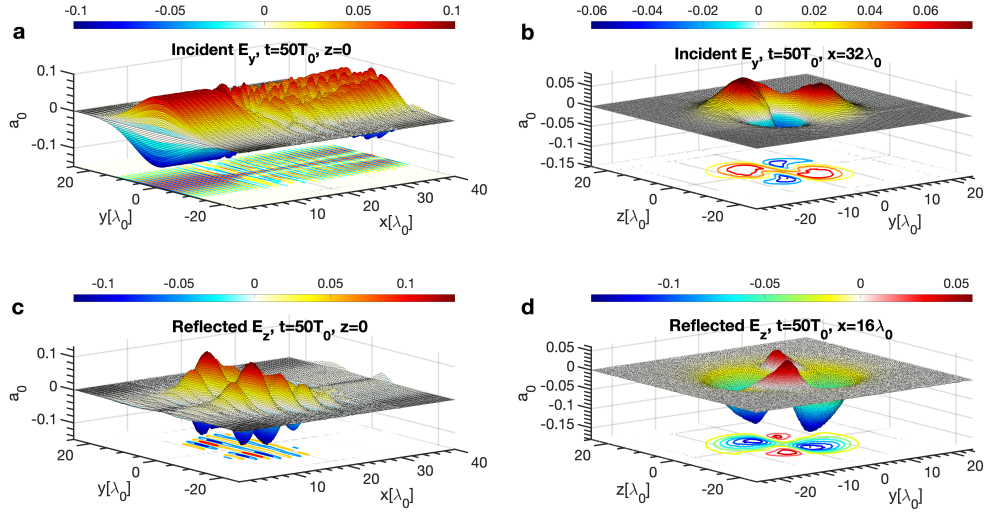 -0.1 -0.05 0 0.05 0.1
a
Incident E_y, t=50T_0, z=0
0.1
0
-0.1
a_0
20
0
-20
y[λ_0]
10
20
30
40
x[λ_0]
-0.06 -0.04 -0.02 0 0.02 0.04 0.06
b
Incident E_y, t=50T_0, x=32λ_0
0.05
0
-0.05
-0.1
-0.15
a_0
20
0
-20
z[λ_0]
-20
-10
0
10
20
y[λ_0]
-0.1 -0.05 0 0.05 0.1
c
Reflected E_z, t=50T_0, z=0
0.1
0
-0.1
a_0
20
0
-20
y[λ_0]
10
20
30
40
x[λ_0]
-0.1 -0.05 0 0.05
d
Reflected E_z, t=50T_0, x=16λ_0
0.05
0
-0.05
-0.1
-0.15
a_0
20
0
-20
z[λ_0]
-20
-10
0
10
20
y[λ_0]